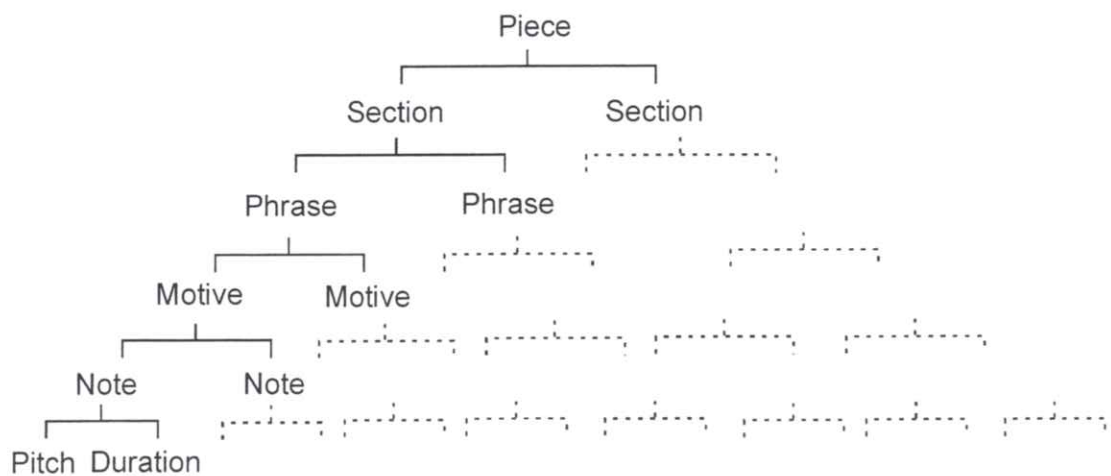 Piece
Section Section
Phrase Phrase
Motive Motive
Note Note
Pitch Duration